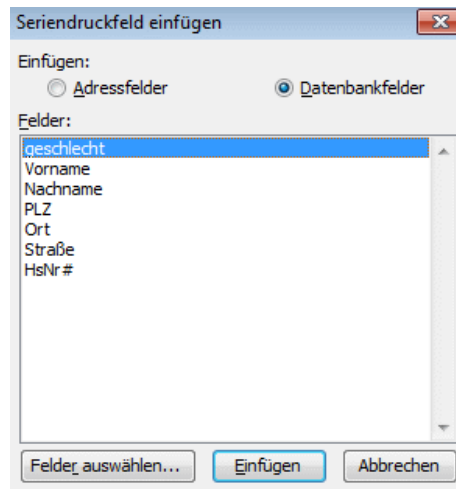 Seriendruckfeld einfügen
Einfügen:
Adressfelder Datenbankfelder
Felder:
geschlecht
Vorname
Nachname
PLZ
Ort
Straße
HsNr#
Felder auswählen... Einfügen Abbrechen